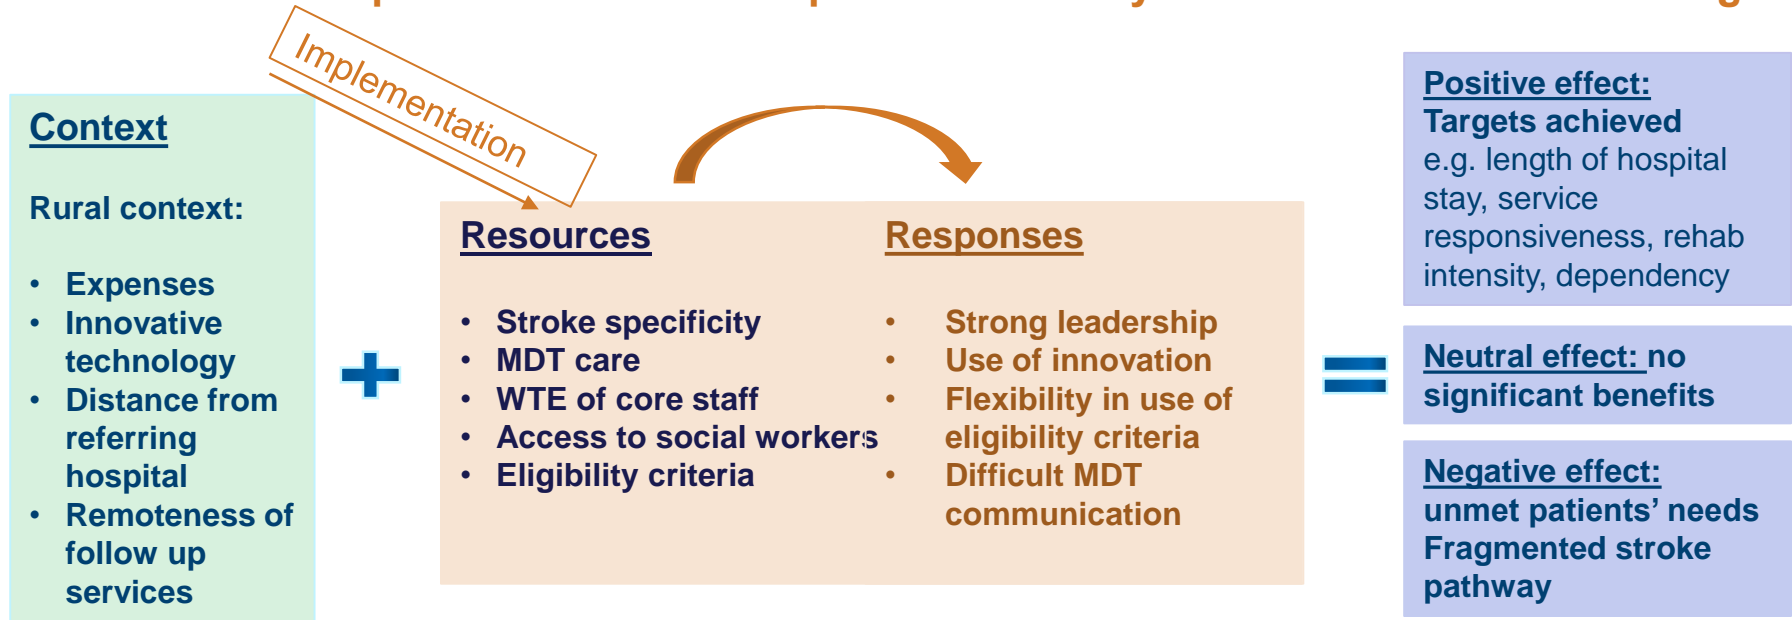 Implementation
Context
Rural context:
• Expenses
• Innovative
technology
• Distance from
referring
hospital
• Remoteness of
follow up
services
Resources
• Stroke specificity
• MDT care
• WTE of core staff
• Access to social workers
• Eligibility criteria
Responses
• Strong leadership
• Use of innovation
• Flexibility in use of
eligibility criteria
• Difficult MDT
communication
Positive effect:
Targets achieved
e.g. length of hospital
stay, service
responsiveness, rehab
intensity, dependency
Neutral effect: no
significant benefits
Negative effect:
unmet patients’ needs
Fragmented stroke
pathway